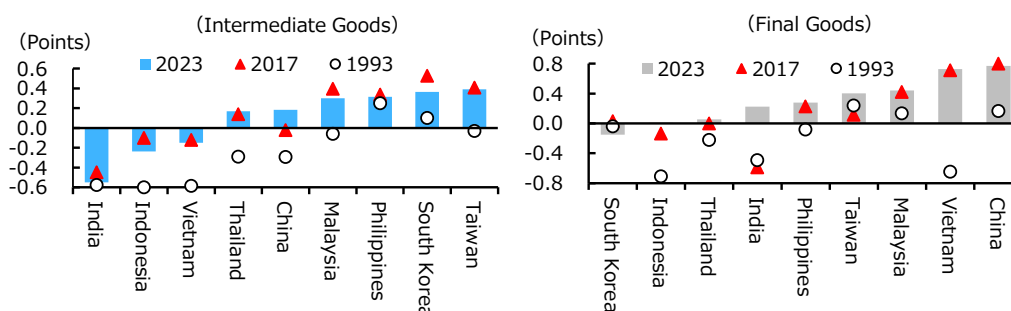 (Intermediate Goods)
(Points)
2023 2017 1993
0.6
0.4
0.2
0.0
-0.2
-0.4
-0.6
India
Indonesia
Vietnam
Thailand
China
Malaysia
Philippines
South Korea
Taiwan
(Final Goods)
(Points)
2023 2017 1993
0.8
0.4
0.0
-0.4
-0.8
South Korea
Indonesia
Thailand
India
Philippines
Taiwan
Malaysia
Vietnam
China